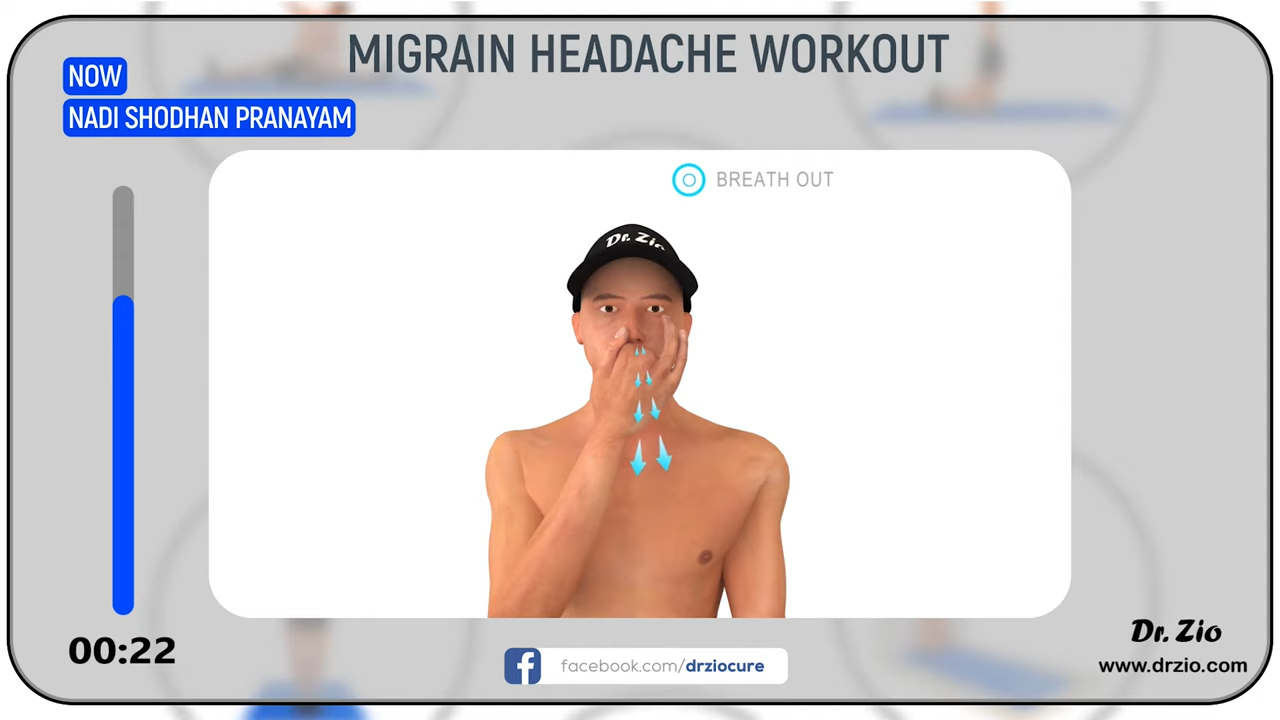 MIGRAIN HEADACHE WORKOUT
NOW
NADI SHODHAN PRANAYAM
BREATH OUT
Dr. Zio
00:22
facebook.com/drziocure
Dr. Zio
www.drzio.com